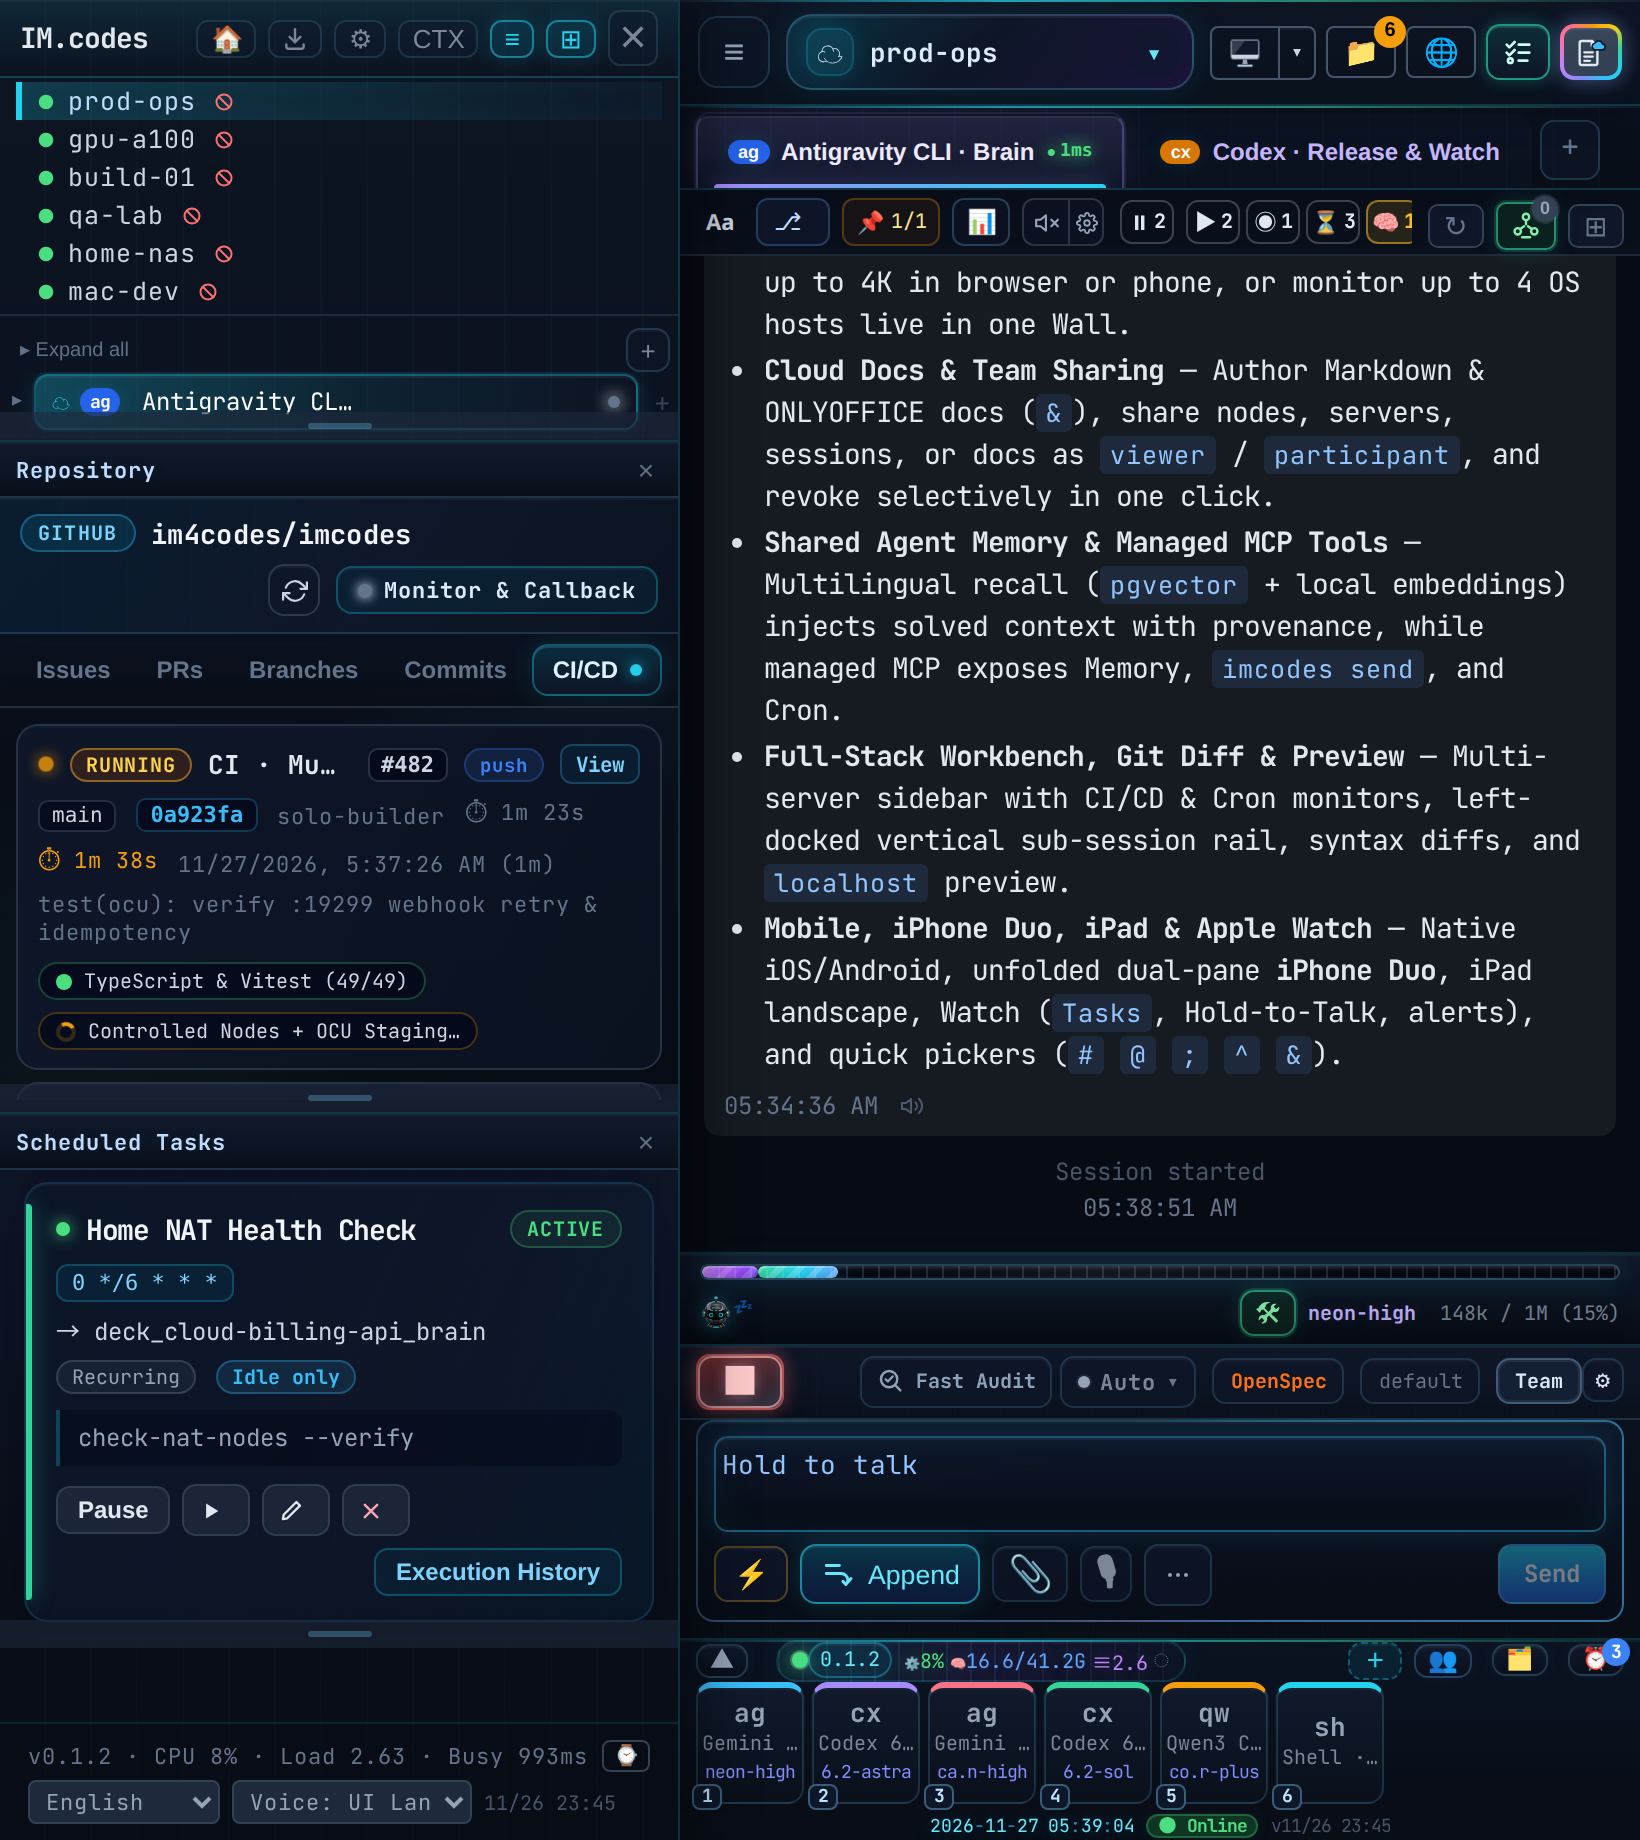 IM.codes
CTX
prod-ops
gpu-a100
build-01
qa-lab
home-nas
mac-dev
Expand all
ag Antigravity CL…
Repository
GITHUB im4codes/imcodes
Monitor & Callback
Issues PRs Branches Commits CI/CD
RUNNING CI · Mu… #482 push View
main 0a923fa solo-builder 1m 23s
1m 38s 11/27/2026, 5:37:26 AM (1m)
test(ocu): verify :19299 webhook retry &
idempotency
TypeScript & Vitest (49/49)
Controlled Nodes + OCU Staging…
Scheduled Tasks
Home NAT Health Check ACTIVE
0 */6 * * *
→ deck_cloud-billing-api_brain
Recurring Idle only
check-nat-nodes --verify
Pause
Execution History
v0.1.2 · CPU 8% · Load 2.63 · Busy 993ms
English Voice: UI Lan 11/26 23:45
prod-ops 6
ag Antigravity CLI · Brain 1ms cx Codex · Release & Watch +
Aa 1/1 2 2 1 3 1 0
up to 4K in browser or phone, or monitor up to 4 OS
hosts live in one Wall.
• Cloud Docs & Team Sharing — Author Markdown &
ONLYOFFICE docs (&), share nodes, servers,
sessions, or docs as viewer / participant, and
revoke selectively in one click.
• Shared Agent Memory & Managed MCP Tools —
Multilingual recall (pgvector + local embeddings)
injects solved context with provenance, while
managed MCP exposes Memory, imcodes send, and
Cron.
• Full-Stack Workbench, Git Diff & Preview — Multi-
server sidebar with CI/CD & Cron monitors, left-
docked vertical sub-session rail, syntax diffs, and
localhost preview.
• Mobile, iPhone Duo, iPad & Apple Watch — Native
iOS/Android, unfolded dual-pane iPhone Duo, iPad
landscape, Watch (Tasks, Hold-to-Talk, alerts),
and quick pickers (# @ ; ^ &).
05:34:36 AM
Session started
05:38:51 AM
zzz neon-high 148k / 1M (15%)
Fast Audit Auto OpenSpec default Team
Hold to talk
Append ... Send
0.1.2 8% 16.6/41.2G 2.6 + 3
ag cx ag cx qw sh
Gemini … Codex 6… Gemini … Codex 6… Qwen3 C… Shell ·…
neon-high 6.2-astra ca.n-high 6.2-sol co.r-plus
1 2 3 4 5 6
2026-11-27 05:39:04 Online v11/26 23:45